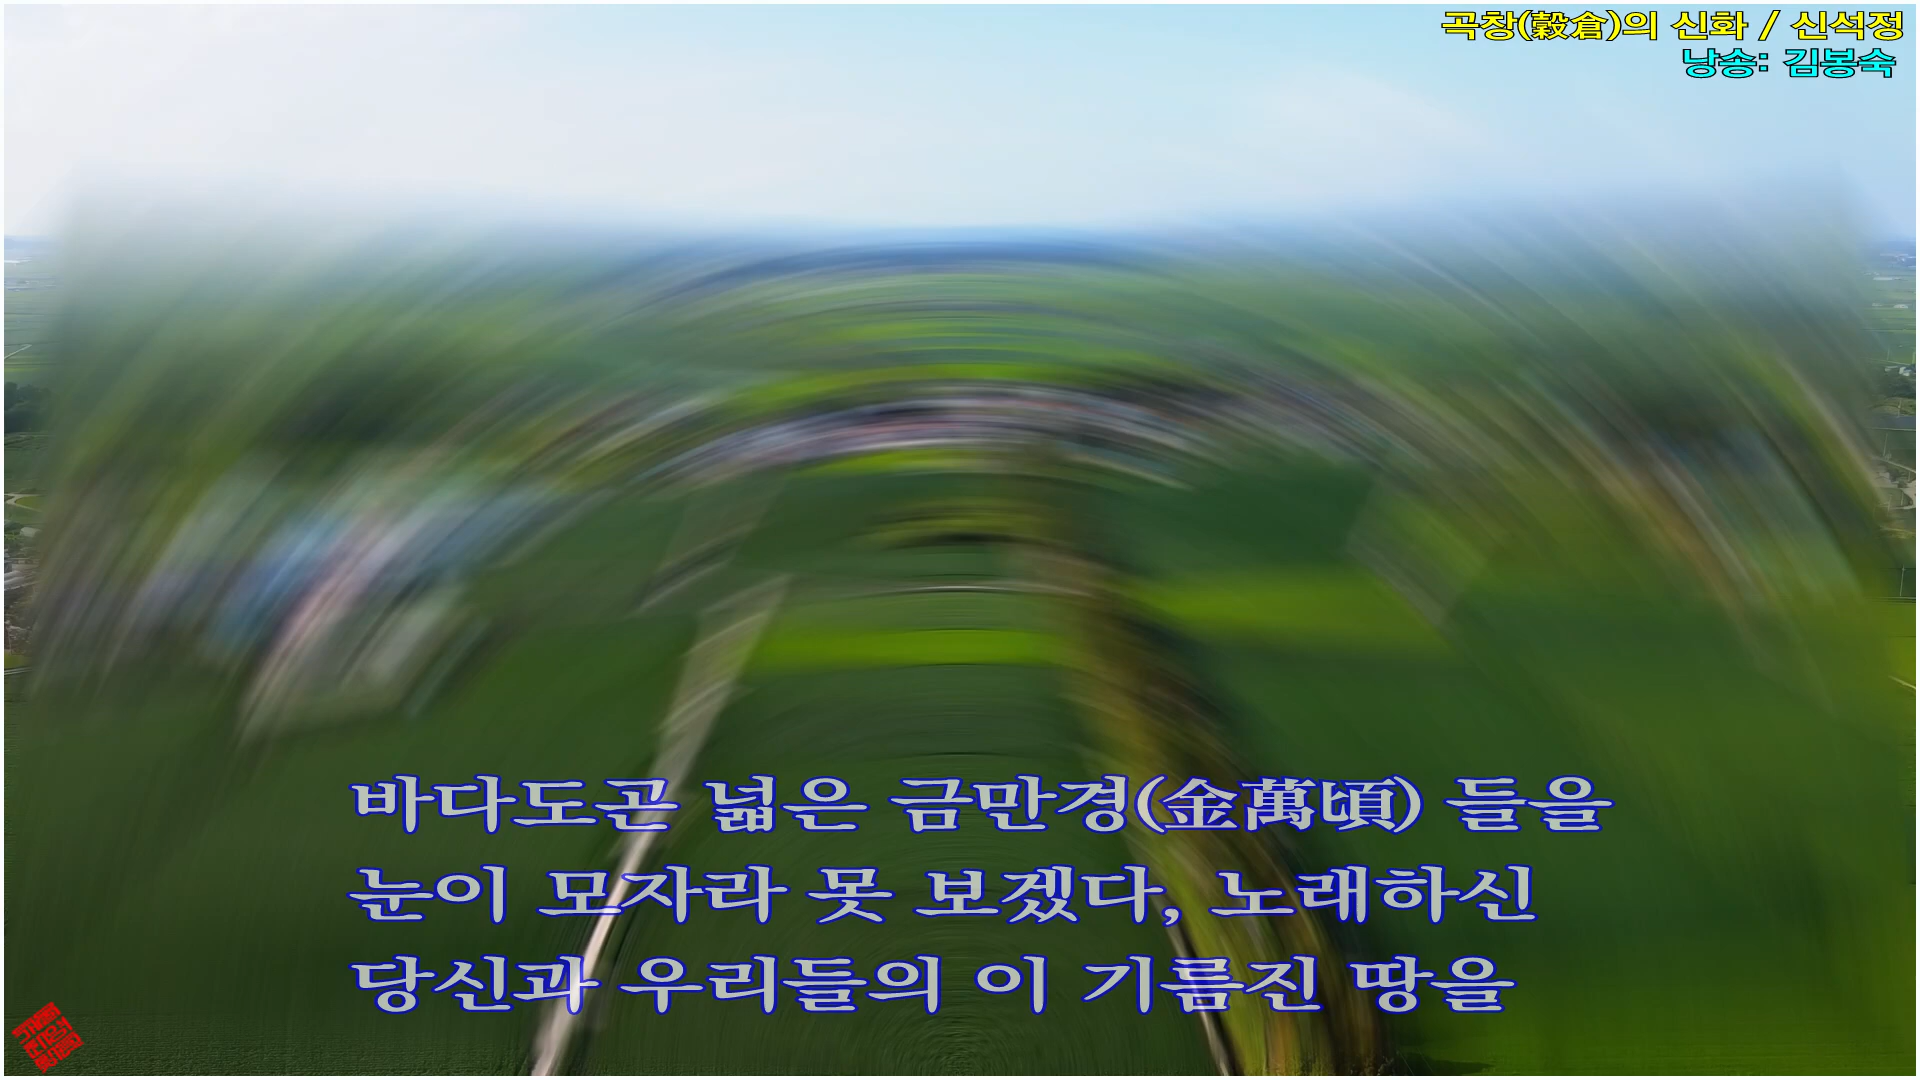 곡창(穀倉)의 신화 / 신석정
낭송: 김봉숙
바다도곤 넓은 금만경(金萬頃) 들을
눈이 모자라 못 보겠다, 노래하신
당신과 우리들의 이 기름진 땅을